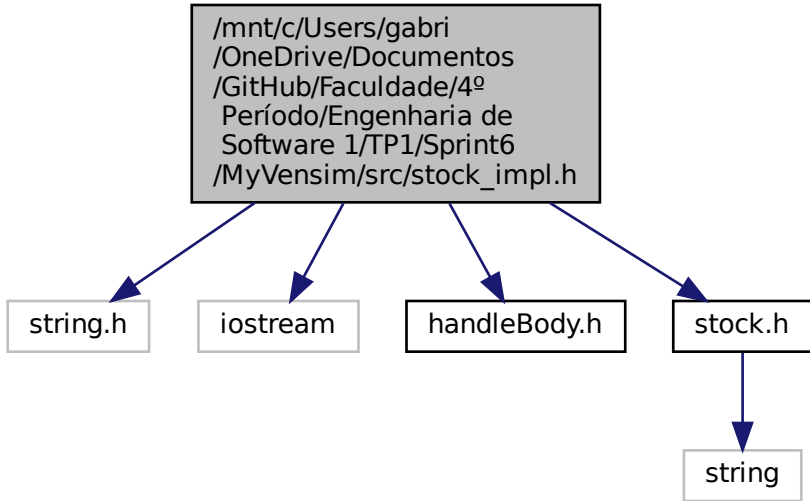 /mnt/c/Users/gabri
/OneDrive/Documentos
/GitHub/Faculdade/4º
Período/Engenharia de
Software 1/TP1/Sprint6
/MyVensim/src/stock_impl.h
string.h
iostream
handleBody.h
stock.h
string